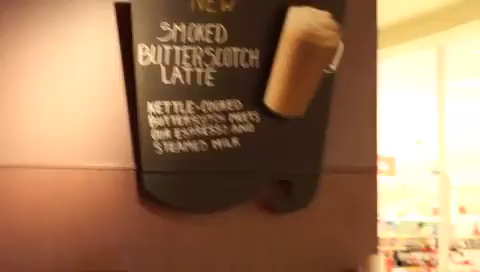 NEW
SMOKED
BUTTERSCOTCH
LATTE
KETTLE-COOKED
BUTTERSCOTCH MEETS
OUR ESPRESSO AND
STEAMED MILK